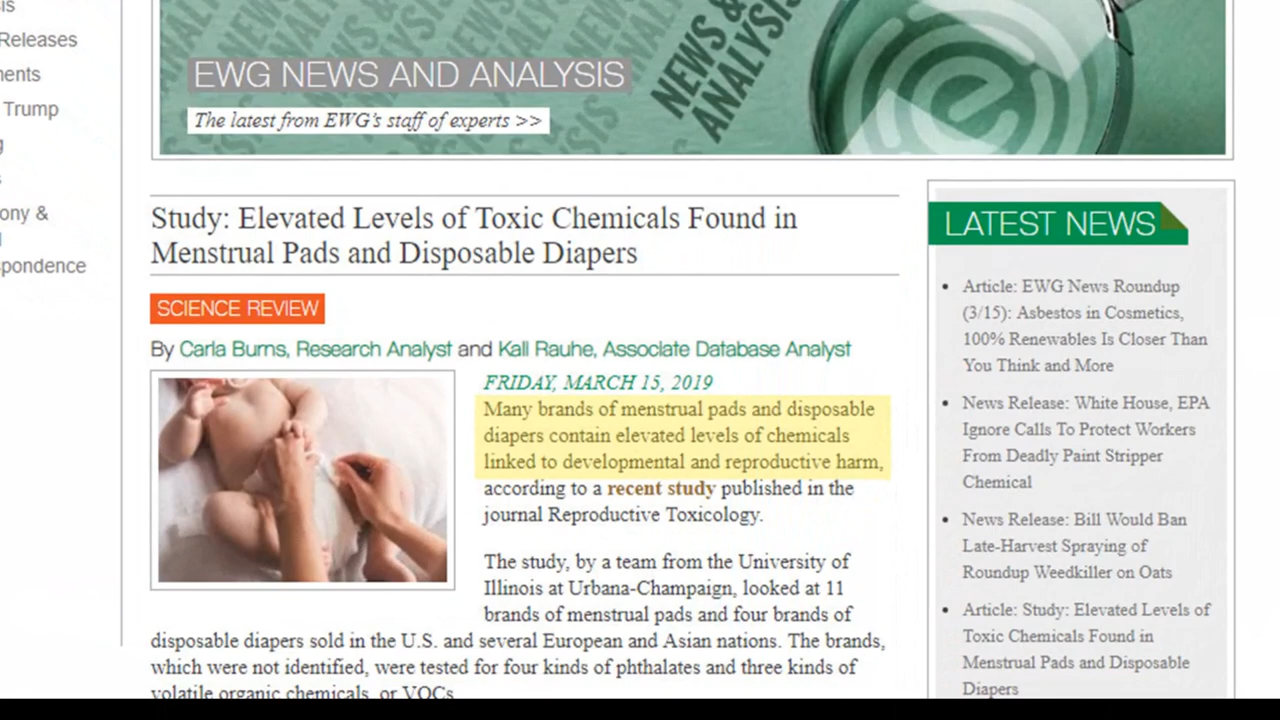 is
Releases
nents
Trump
g
s
ony &
l
pondence
NEWS &
ANALYSIS
EWG NEWS AND ANALYSIS
The latest from EWG's staff of experts >>
Study: Elevated Levels of Toxic Chemicals Found in
Menstrual Pads and Disposable Diapers
SCIENCE REVIEW
By Carla Burns, Research Analyst and Kali Rauhe, Associate Database Analyst
FRIDAY, MARCH 15, 2019
Many brands of menstrual pads and disposable
diapers contain elevated levels of chemicals
linked to developmental and reproductive harm,
according to a recent study published in the
journal Reproductive Toxicology.
The study, by a team from the University of
Illinois at Urbana-Champaign, looked at 11
brands of menstrual pads and four brands of
disposable diapers sold in the U.S. and several European and Asian nations. The brands,
which were not identified, were tested for four kinds of phthalates and three kinds of
volatile organic chemicals, or VOCs
LATEST NEWS
• Article: EWG News Roundup
(3/15): Asbestos in Cosmetics,
100% Renewables Is Closer Than
You Think and More
• News Release: White House, EPA
Ignore Calls To Protect Workers
From Deadly Paint Stripper
Chemical
• News Release: Bill Would Ban
Late-Harvest Spraying of
Roundup Weedkiller on Oats
• Article: Study: Elevated Levels of
Toxic Chemicals Found in
Menstrual Pads and Disposable
Diapers